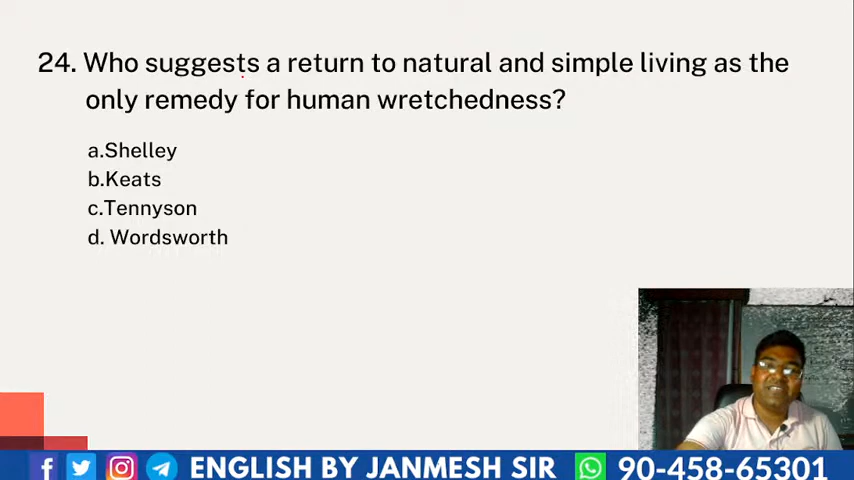 24. Who suggests a return to natural and simple living as the
only remedy for human wretchedness?
a.Shelley
b.Keats
c.Tennyson
d. Wordsworth
ENGLISH BY JANMESH SIR 90-458-65301